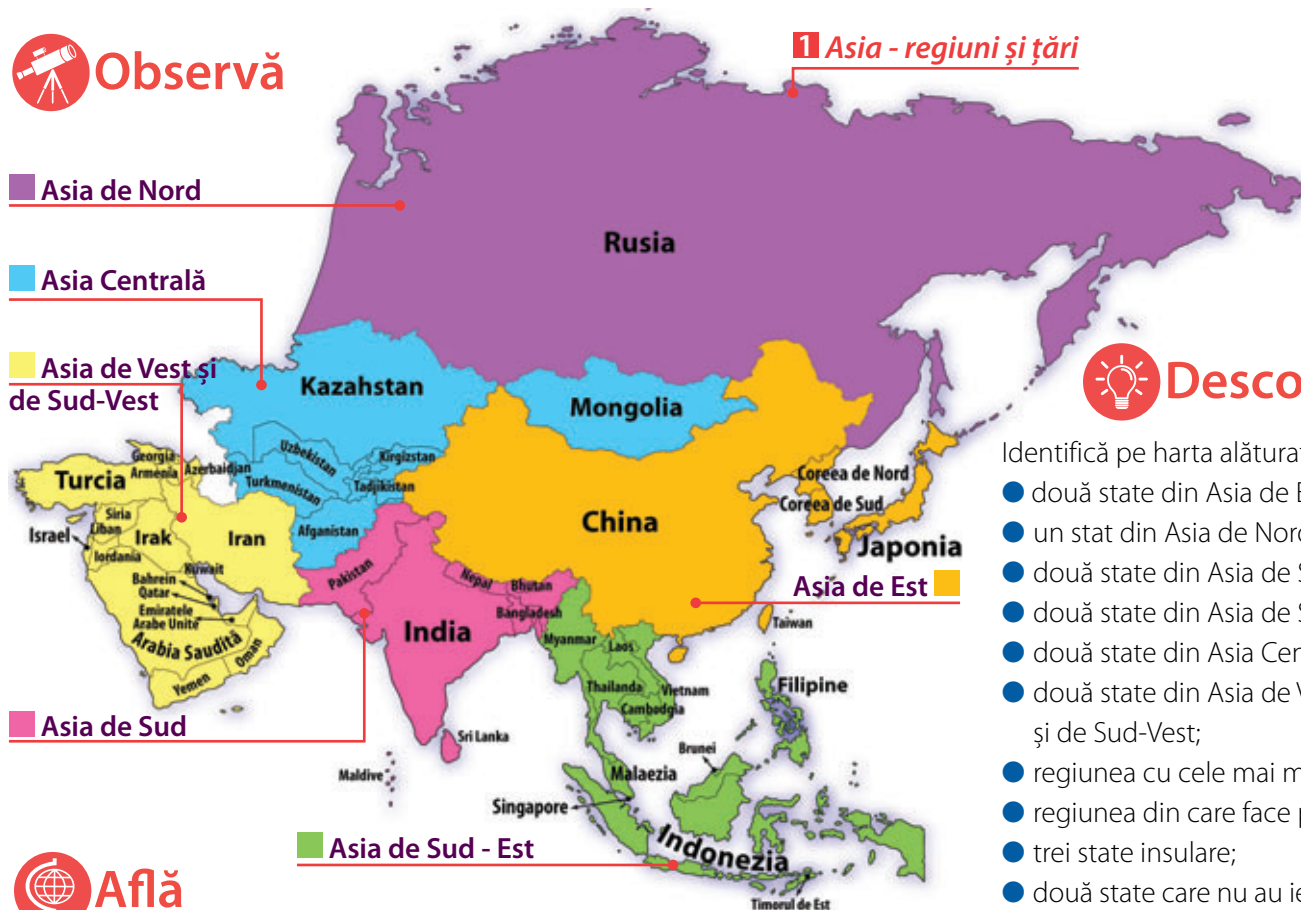 Observă
1 Asia - regiuni și țări
Asia de Nord
Asia Centrală
Asia de Vest și
de Sud-Vest
Rusia
Kazahstan
Mongolia
Uzbekistan
Kirgizstan
Turkmenistan
Tadjikistan
Afganistan
Georgia
Armenia
Azerbaidjan
Turcia
Siria
Liban
Israel
Irak
Iran
Iordania
Kuwait
Bahrein
Qatar
Emiratele
Arabe Unite
Arabia Saudită
Oman
Yemen
China
Coreea de Nord
Coreea de Sud
Japonia
Asia de Est
Taiwan
Pakistan
Nepal
Bhutan
Bangladesh
India
Sri Lanka
Maldive
Asia de Sud
Myanmar
Laos
Thailanda
Vietnam
Cambodgia
Filipine
Brunei
Malaezia
Singapore
Indonezia
Timorul de Est
Asia de Sud - Est
Află
Desco
Identifică pe harta alătura
două state din Asia de E
un stat din Asia de Nord
două state din Asia de S
două state din Asia de S
două state din Asia Cen
două state din Asia de V
și de Sud-Vest;
regiunea cu cele mai m
regiunea din care face p
trei state insulare;
două state care nu au ie